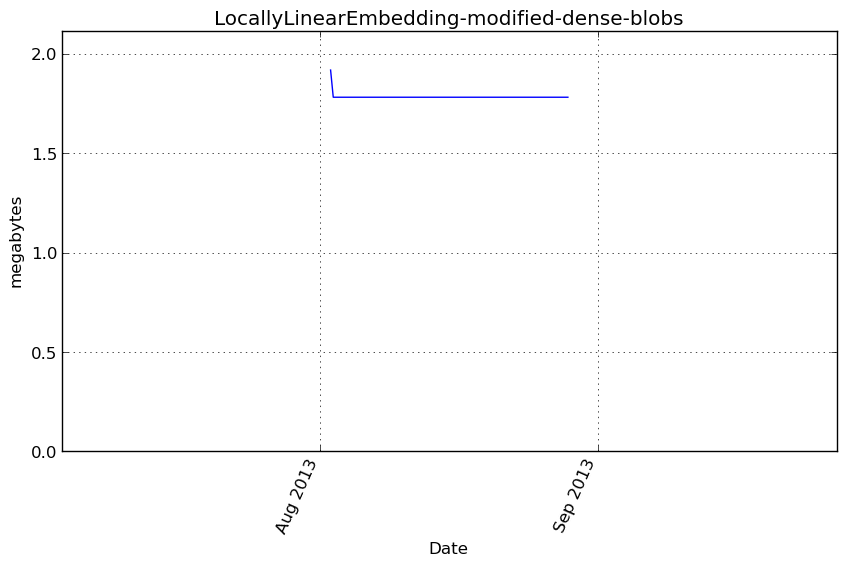 LocallyLinearEmbedding-modified-dense-blobs
2.0
1.5
1.0
0.5
0.0
megabytes
Aug 2013
Sep 2013
Date